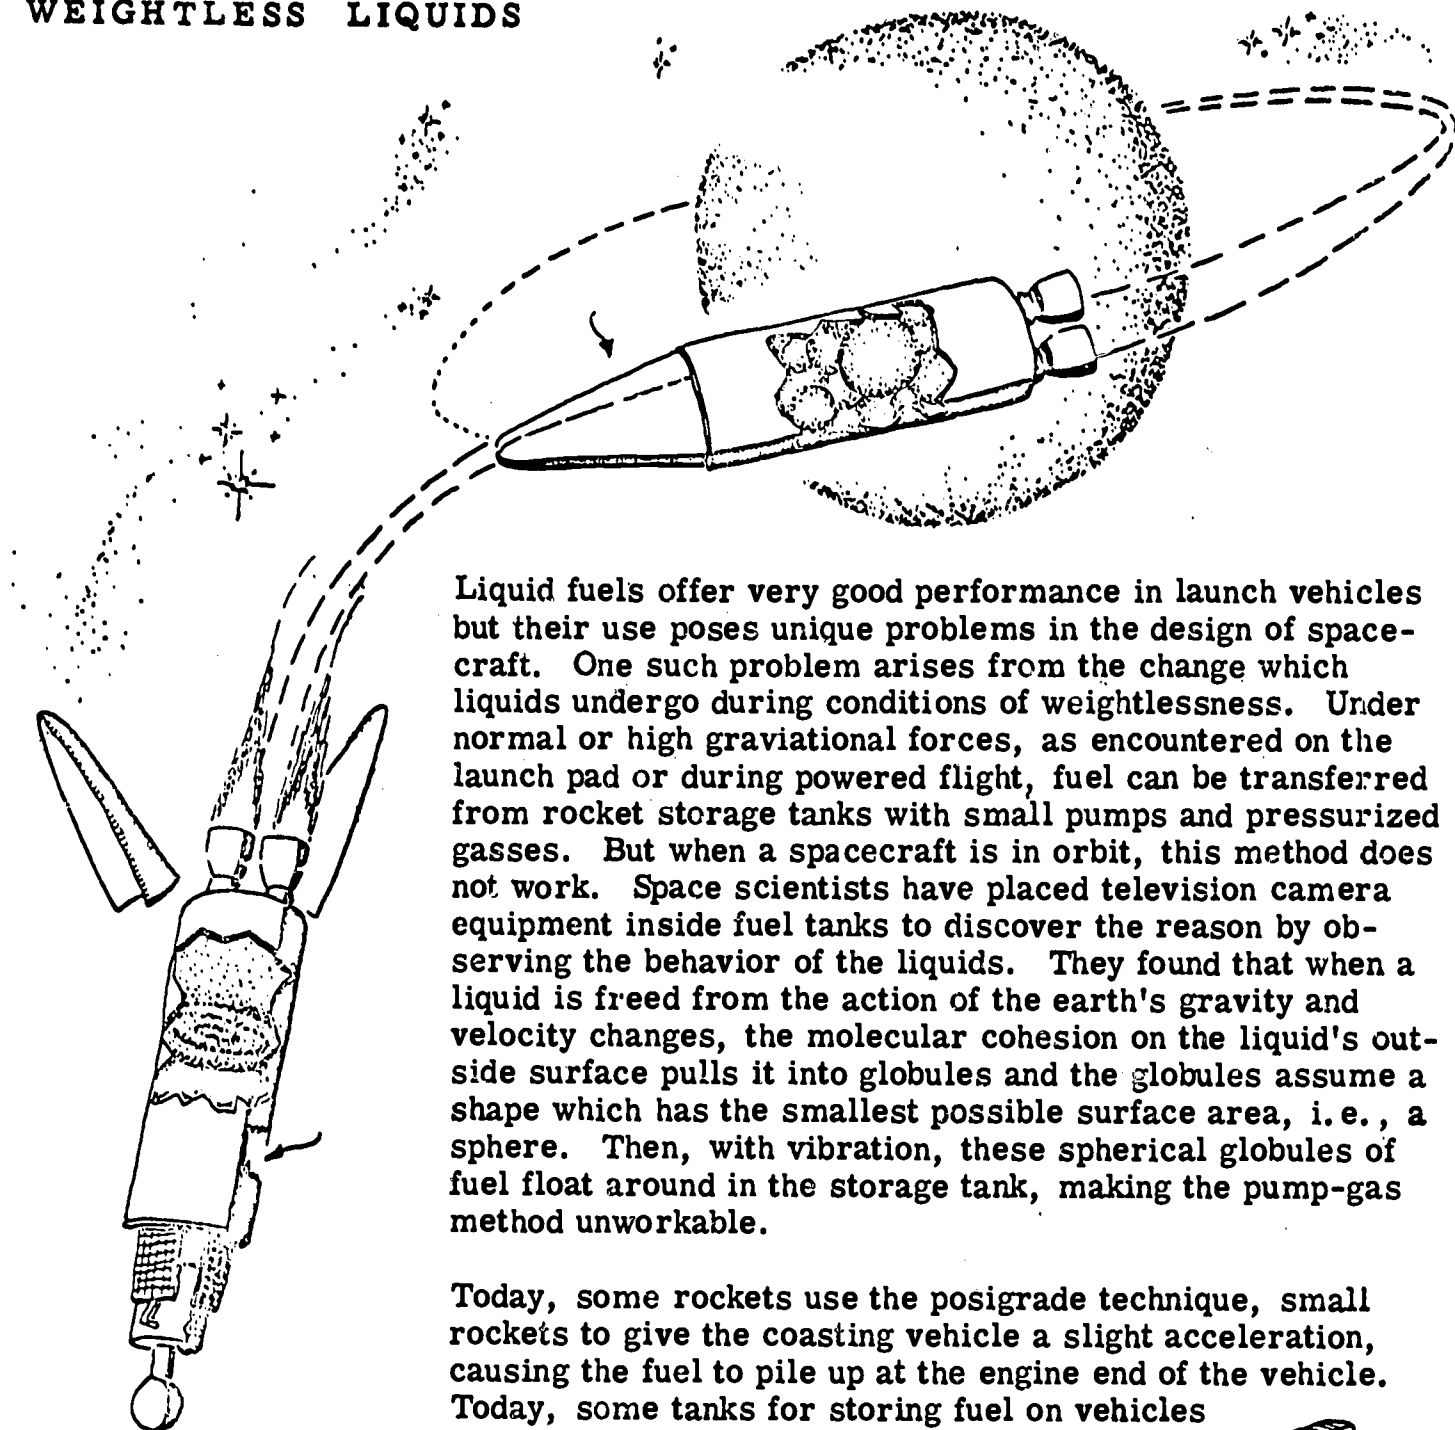 WEIGHTLESS LIQUIDS
Liquid fuels offer very good performance in launch vehicles
but their use poses unique problems in the design of space-
craft. One such problem arises from the change which
liquids undergo during conditions of weightlessness. Under
normal or high graviational forces, as encountered on the
launch pad or during powered flight, fuel can be transferred
from rocket storage tanks with small pumps and pressurized
gasses. But when a spacecraft is in orbit, this method does
not work. Space scientists have placed television camera
equipment inside fuel tanks to discover the reason by ob-
serving the behavior of the liquids. They found that when a
liquid is freed from the action of the earth's gravity and
velocity changes, the molecular cohesion on the liquid's out-
side surface pulls it into globules and the globules assume a
shape which has the smallest possible surface area, i.e., a
sphere. Then, with vibration, these spherical globules of
fuel float around in the storage tank, making the pump-gas
method unworkable.
Today, some rockets use the posigrade technique, small
rockets to give the coasting vehicle a slight acceleration,
causing the fuel to pile up at the engine end of the vehicle.
Today, some tanks for storing fuel on vehicles